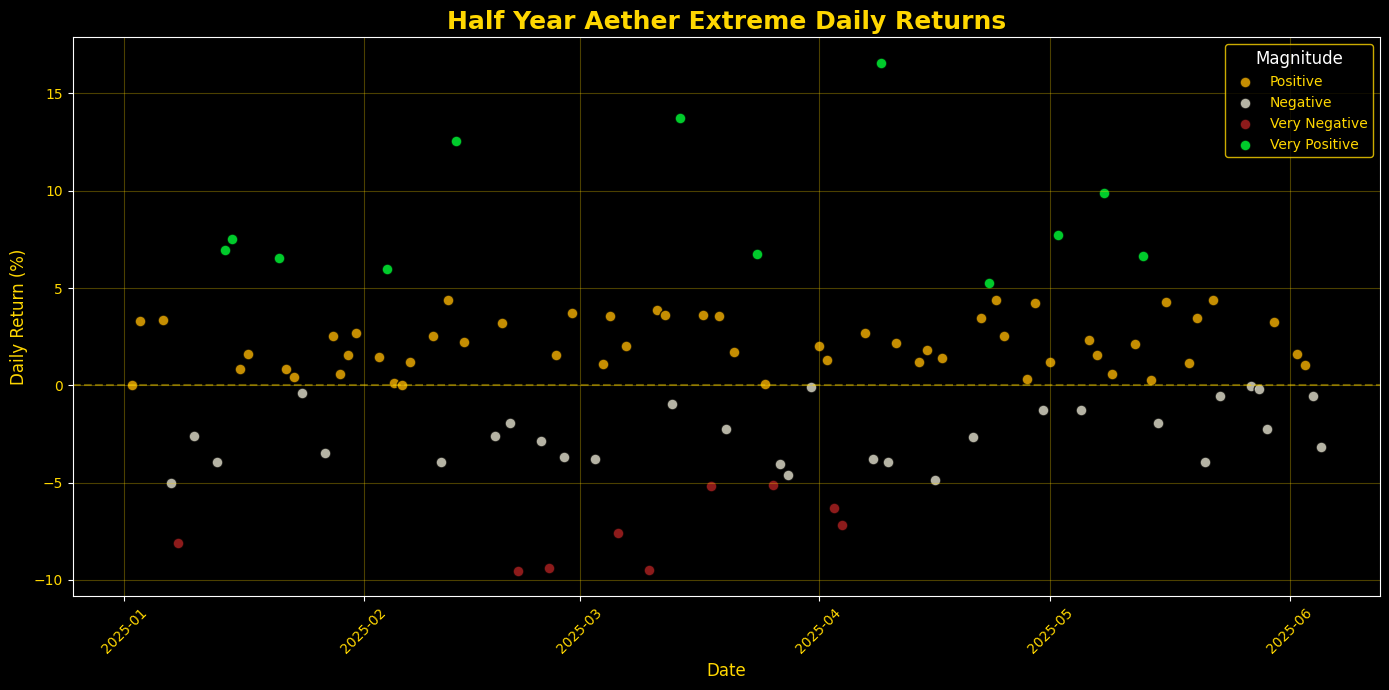 Half Year Aether Extreme Daily Returns
Daily Return (%)
15
10
5
0
−5
−10
Magnitude
Positive
Negative
Very Negative
Very Positive
2025-01
2025-02
2025-03
2025-04
2025-05
2025-06
Date